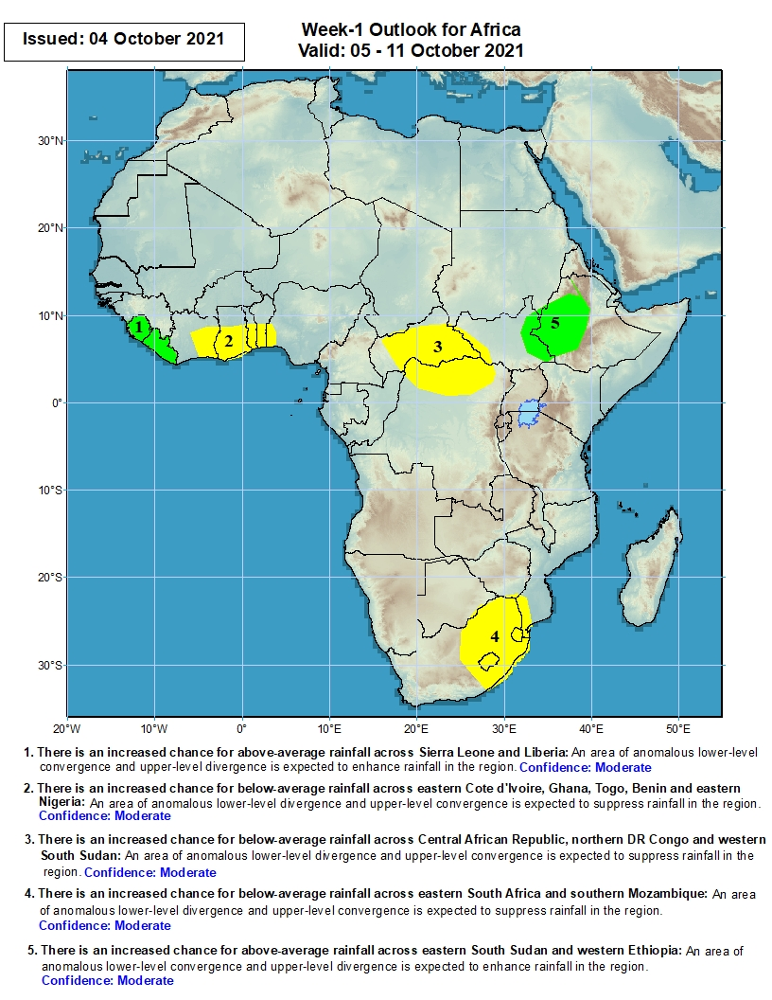 Issued: 04 October 2021
Week-1 Outlook for Africa
Valid: 05 - 11 October 2021
30°N
20°N
10°N
0°
10°S
20°S
30°S
1
2
3
4
5
20°W
10°W
0°
10°E
20°E
30°E
40°E
50°E
1. There is an increased chance for above-average rainfall across Sierra Leone and Liberia: An area of anomalous lower-level
convergence and upper-level divergence is expected to enhance rainfall in the region. Confidence: Moderate
2. There is an increased chance for below-average rainfall across eastern Cote d'Ivoire, Ghana, Togo, Benin and eastern
Nigeria: An area of anomalous lower-level divergence and upper-level convergence is expected to suppress rainfall in the region.
Confidence: Moderate
3. There is an increased chance for below-average rainfall across Central African Republic, northern DR Congo and western
South Sudan: An area of anomalous lower-level divergence and upper-level convergence is expected to suppress rainfall in the
region. Confidence: Moderate
4. There is an increased chance for below-average rainfall across eastern South Africa and southern Mozambique: An area
of anomalous lower-level divergence and upper-level convergence is expected to suppress rainfall in the region.
Confidence: Moderate
5. There is an increased chance for above-average rainfall across eastern South Sudan and western Ethiopia: An area of
anomalous lower-level convergence and upper-level divergence is expected to enhance rainfall in the region.
Confidence: Moderate